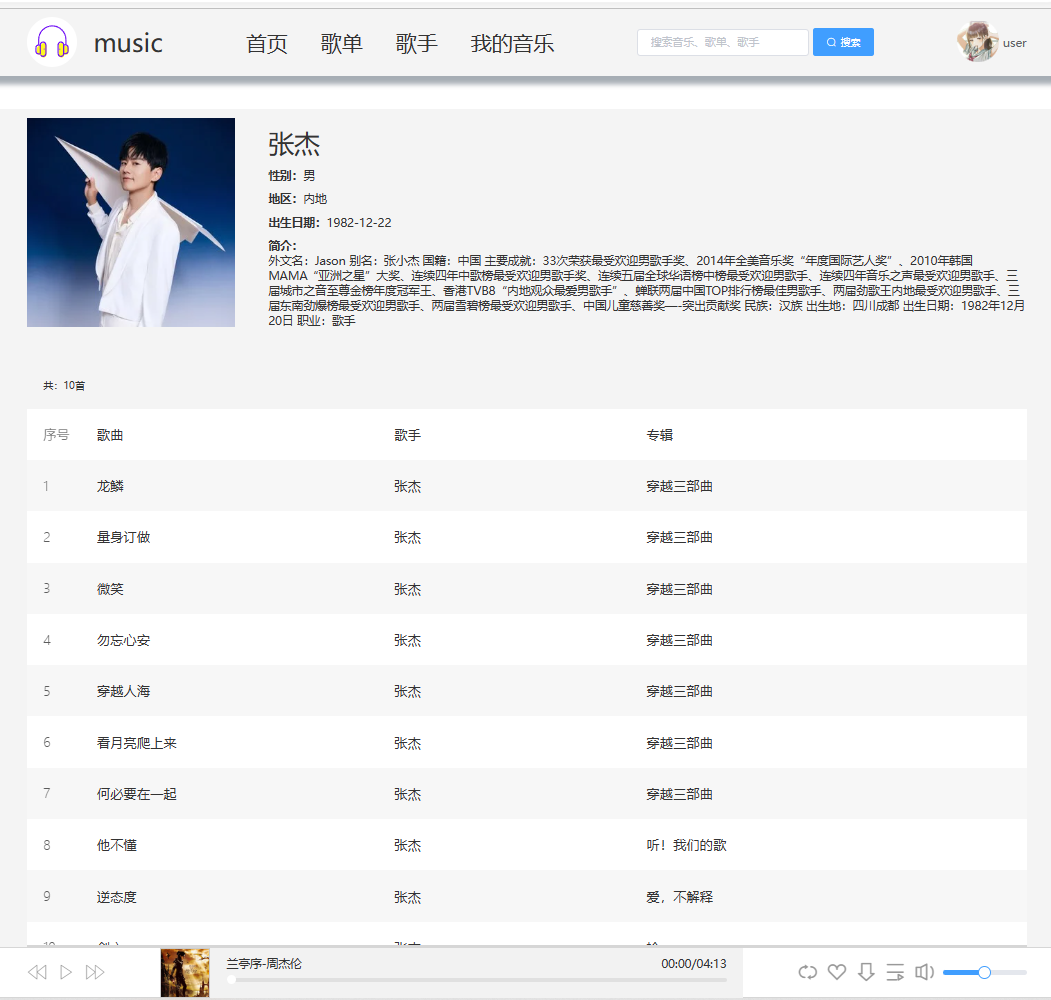 music 首页 歌单 歌手 我的音乐 搜索音乐、歌单、歌手 搜索 user
张杰
性别：男
地区：内地
出生日期：1982-12-22
简介：
外文名：Jason 别名：张小杰 国籍：中国 主要成就：33次荣获最受欢迎男歌手奖、2014年全美音乐奖“年度国际艺人奖”、2010年韩国
MAMA“亚洲之星”大奖、连续四年中歌榜最受欢迎男歌手奖、连续五届全球华语榜中榜最受欢迎男歌手、连续四年音乐之声最受欢迎男歌手、三
届城市之音至尊金榜年度冠军王、香港TVB8“内地观众最爱男歌手”、蝉联两届中国TOP排行榜最佳男歌手、两届劲歌王内地最受欢迎男歌手、三
届东南劲爆榜最受欢迎男歌手、两届雪碧榜最受欢迎男歌手、中国儿童慈善奖—-突出贡献奖 民族：汉族 出生地：四川成都 出生日期：1982年12月
20日 职业：歌手
共：10首
序号 歌曲 歌手 专辑
1 龙鳞 张杰 穿越三部曲
2 量身订做 张杰 穿越三部曲
3 微笑 张杰 穿越三部曲
4 勿忘心安 张杰 穿越三部曲
5 穿越人海 张杰 穿越三部曲
6 看月亮爬上来 张杰 穿越三部曲
7 何必要在一起 张杰 穿越三部曲
8 他不懂 张杰 听！我们的歌
9 逆态度 张杰 爱，不解释
兰亭序-周杰伦 00:00/04:13